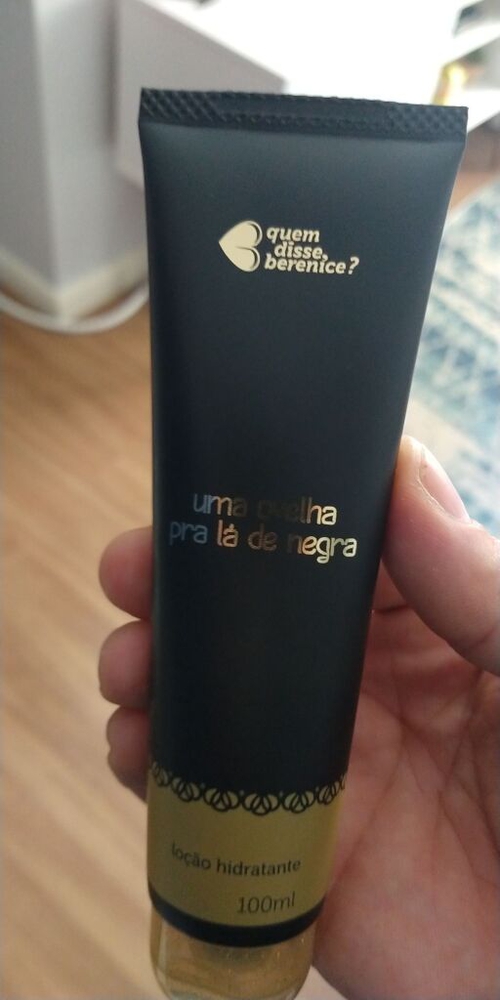 quem
disse,
berenice?
uma ovelha
pra lá de negra
loção hidratante
100ml